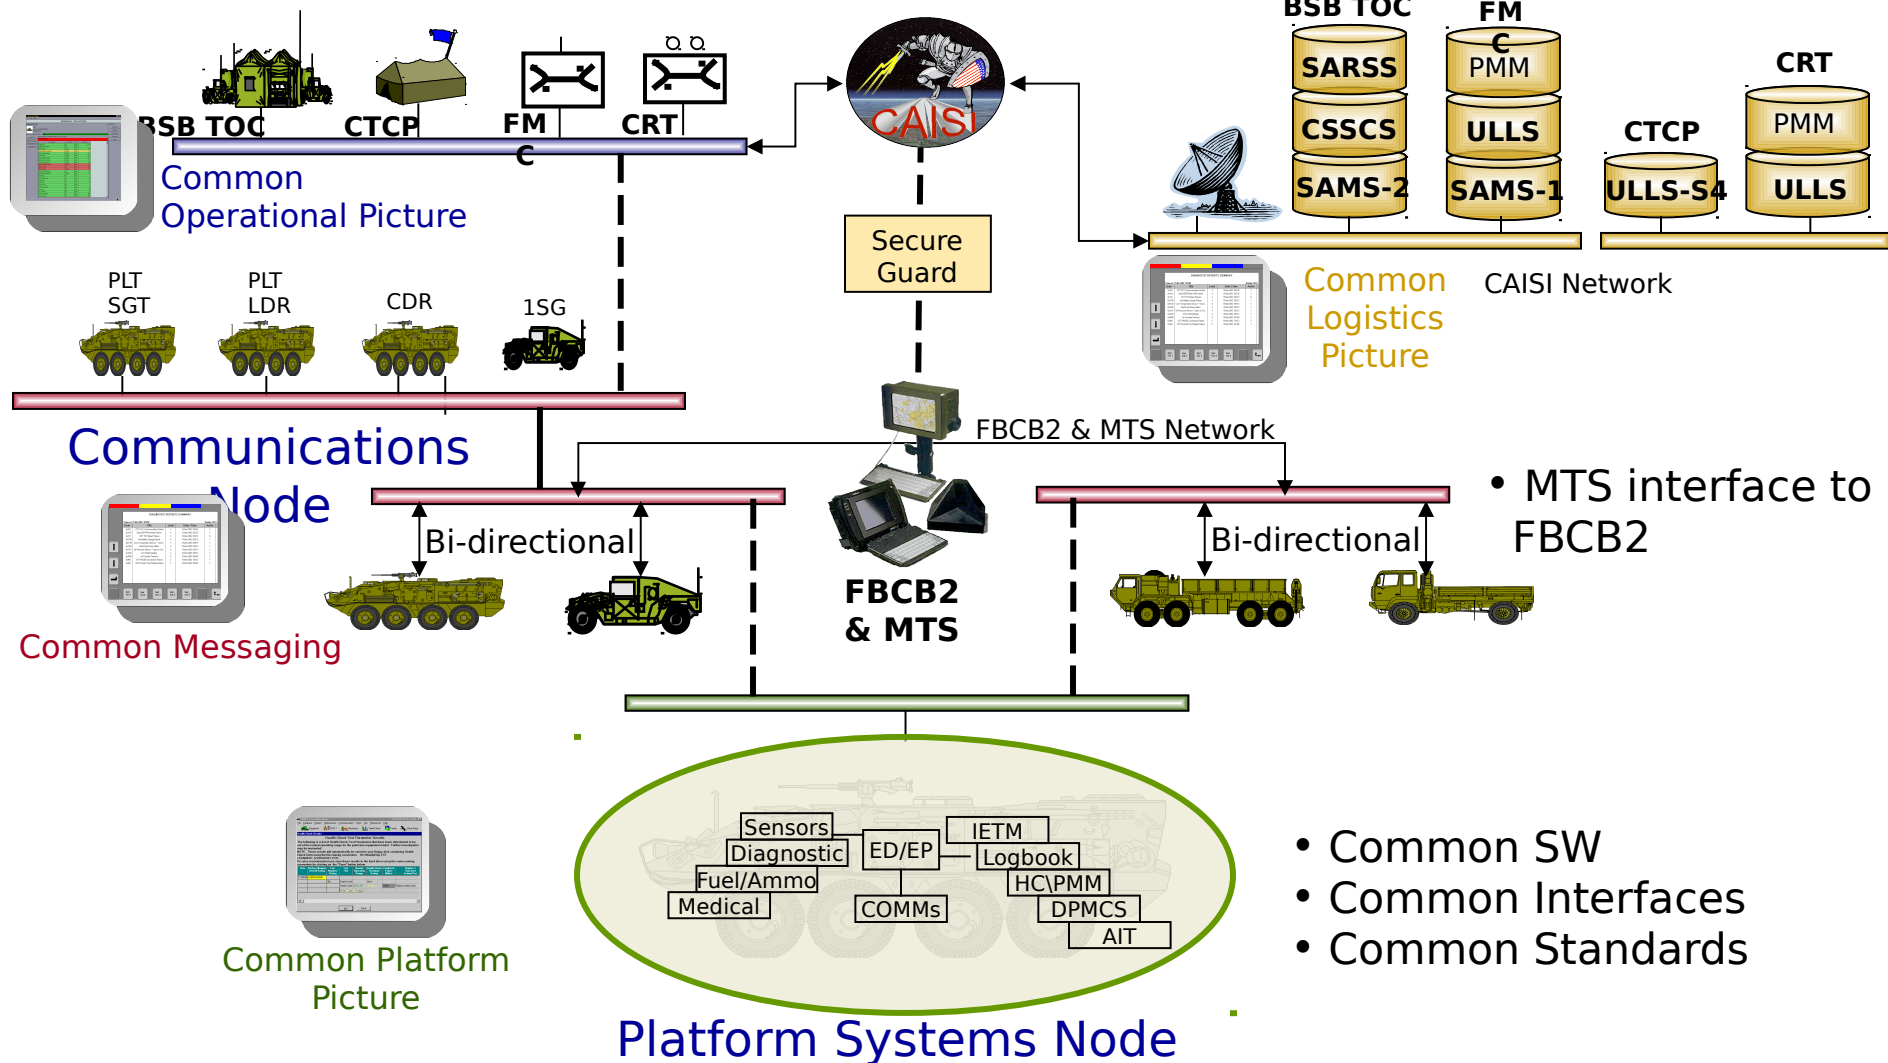 BSB TOC
FM
C
SARSS
PMM
CRT
CAISI
PMM
BSB TOC
CTCP
FM
C
CRT
CSSCS
ULLS
CTCP
Common
Operational Picture
SAMS-2
SAMS-1
ULLS-S4
ULLS
Secure
Guard
Common
Logistics
Picture
CAISI Network
PLT
SGT
PLT
LDR
CDR
1SG
Communications
Node
FBCB2 & MTS Network
• MTS interface to
FBCB2
Bi-directional
Bi-directional
FBCB2
& MTS
Common Messaging
Sensors
Diagnostic
Fuel/Ammo
Medical
ED/EP
COMMs
IETM
Logbook
HC\PMM
DPMCS
AIT
• Common SW
• Common Interfaces
• Common Standards
Common Platform
Picture
Platform Systems Node